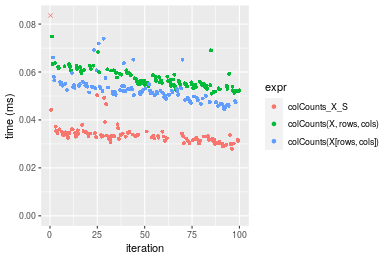 0.08
0.06
0.04
0.02
0.00
time (ms)
0
25
50
75
100
iteration
expr
colCounts_X_S
colCounts(X, rows, cols)
colCounts(X[rows, cols])